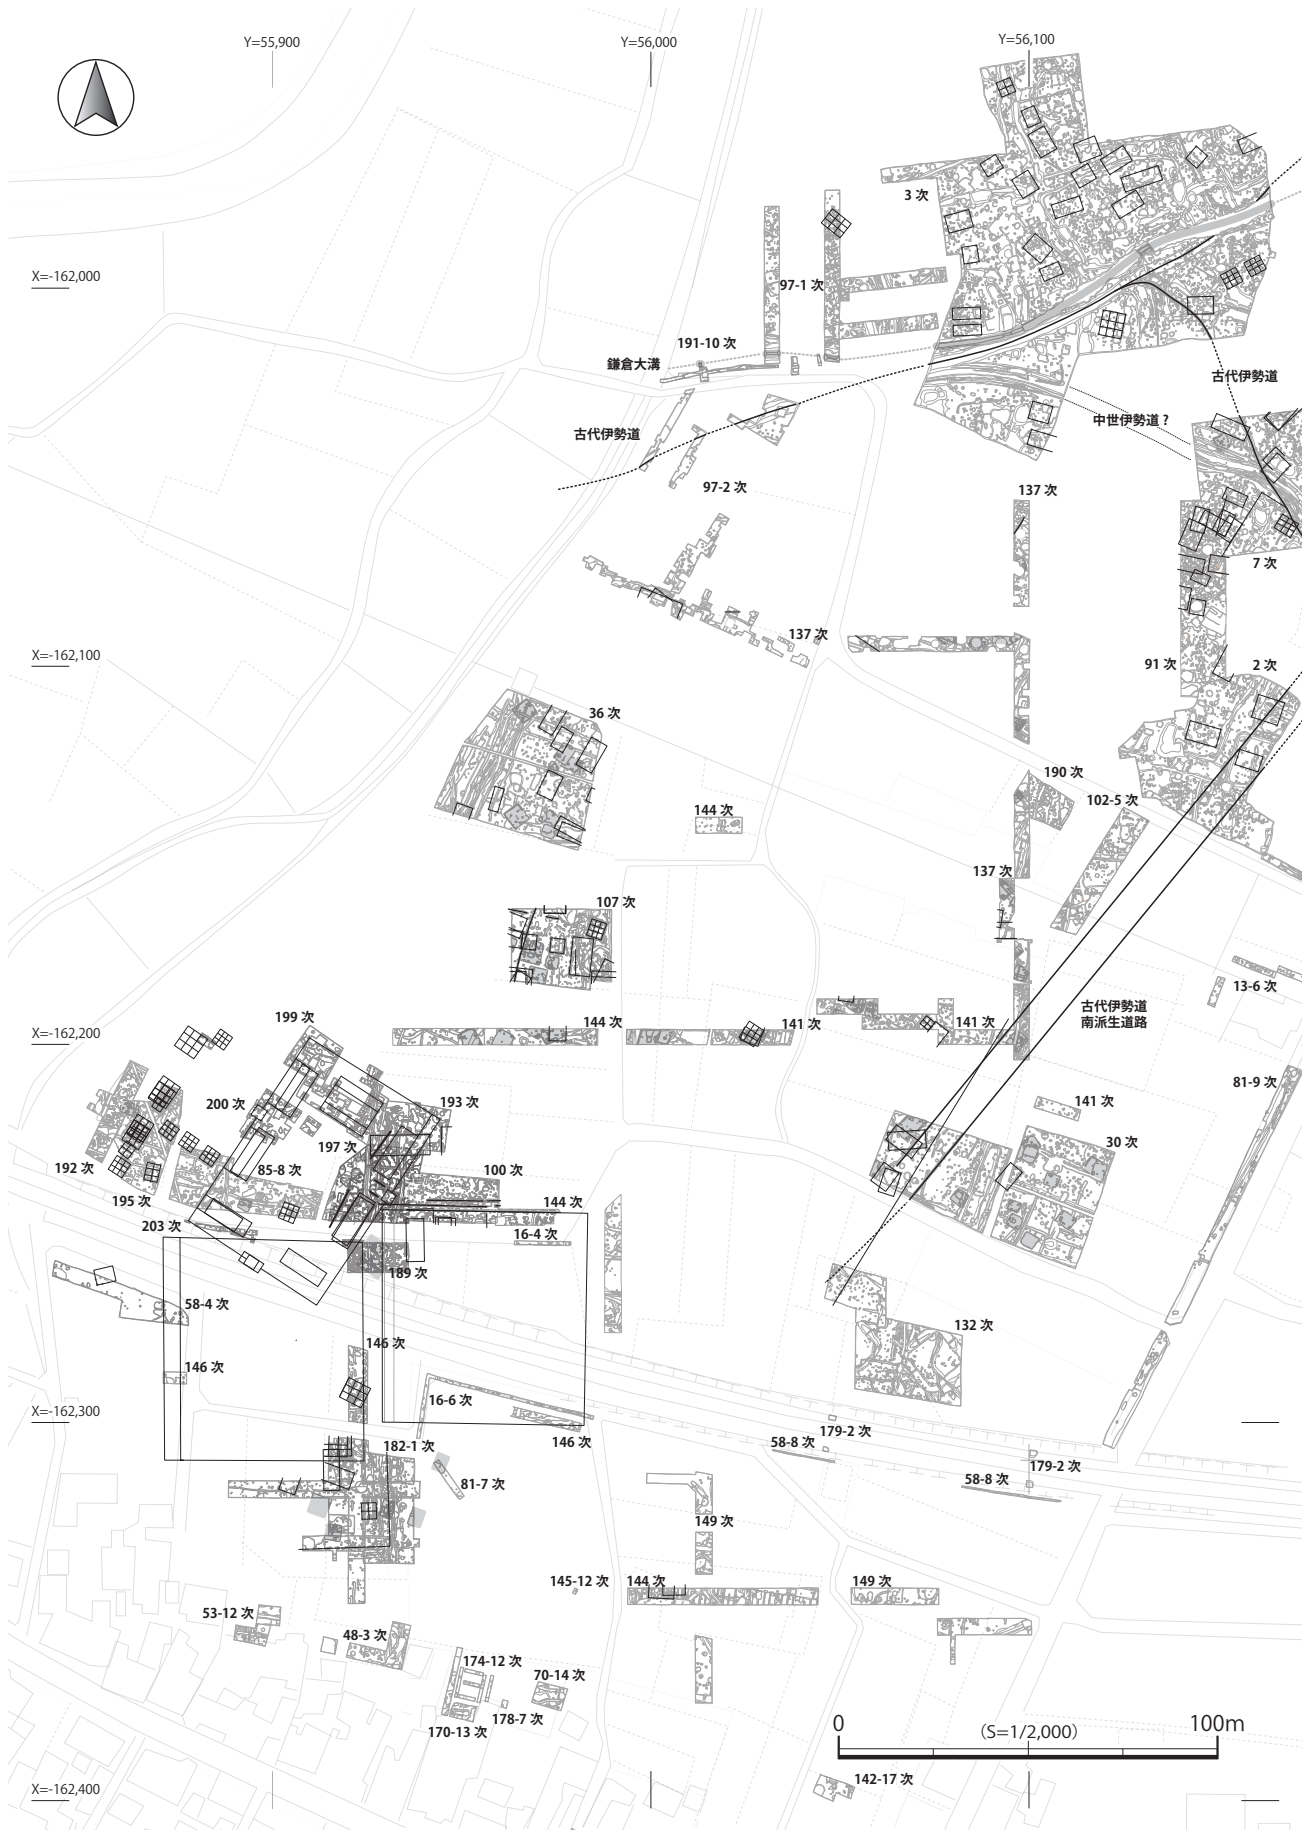 Y=55,900
Y=56,000
Y=56,100
3 次
X=-162,000
97-1 次
191-10 次
鎌倉大溝
古代伊勢道
中世伊勢道 ?
古代伊勢道
97-2 次
137 次
7 次
137 次
X=-162,100
91 次
2 次
36 次
190 次
102-5 次
144 次
137 次
107 次
13-6 次
古代伊勢道
南派生道路
199 次
144 次
141 次
141 次
X=-162,200
81-9 次
200 次
193 次
141 次
197 次
30 次
192 次
85-8 次
100 次
195 次
144 次
203 次
16-4 次
189 次
58-4 次
132 次
146 次
146 次
16-6 次
X=-162,300
179-2 次
182-1 次
146 次
58-8 次
179-2 次
81-7 次
58-8 次
149 次
145-12 次
144 次
149 次
53-12 次
48-3 次
174-12 次
70-14 次
178-7 次
170-13 次
0
（S=1/2,000）
100m
142-17 次
X=-162,400